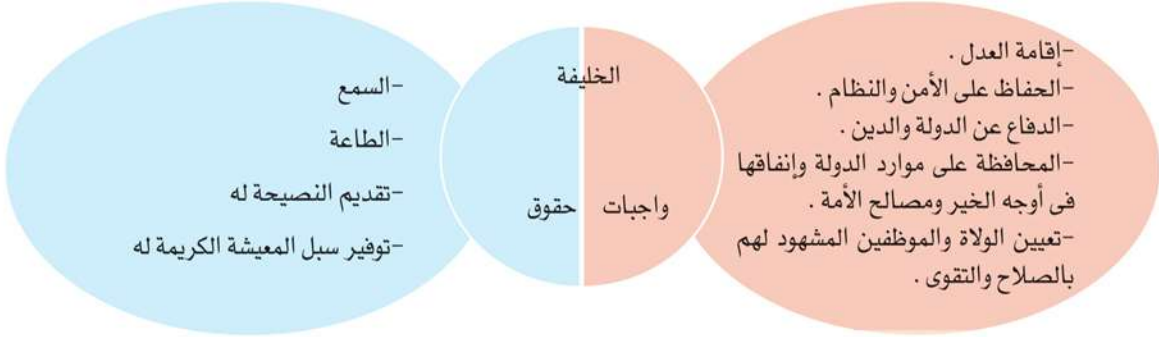 الخليفة
واجبات
حقوق
-إقامة العدل .
-الحفاظ على الأمن والنظام .
-الدفاع عن الدولة والدين .
-المحافظة على موارد الدولة وإنفاقها
فى أوجه الخير ومصالح الأمة .
-تعيين الولاة والموظفين المشهود لهم
بالصلاح والتقوى .
-السمع
-الطاعة
-تقديم النصيحة له
-توفير سبل المعيشة الكريمة له